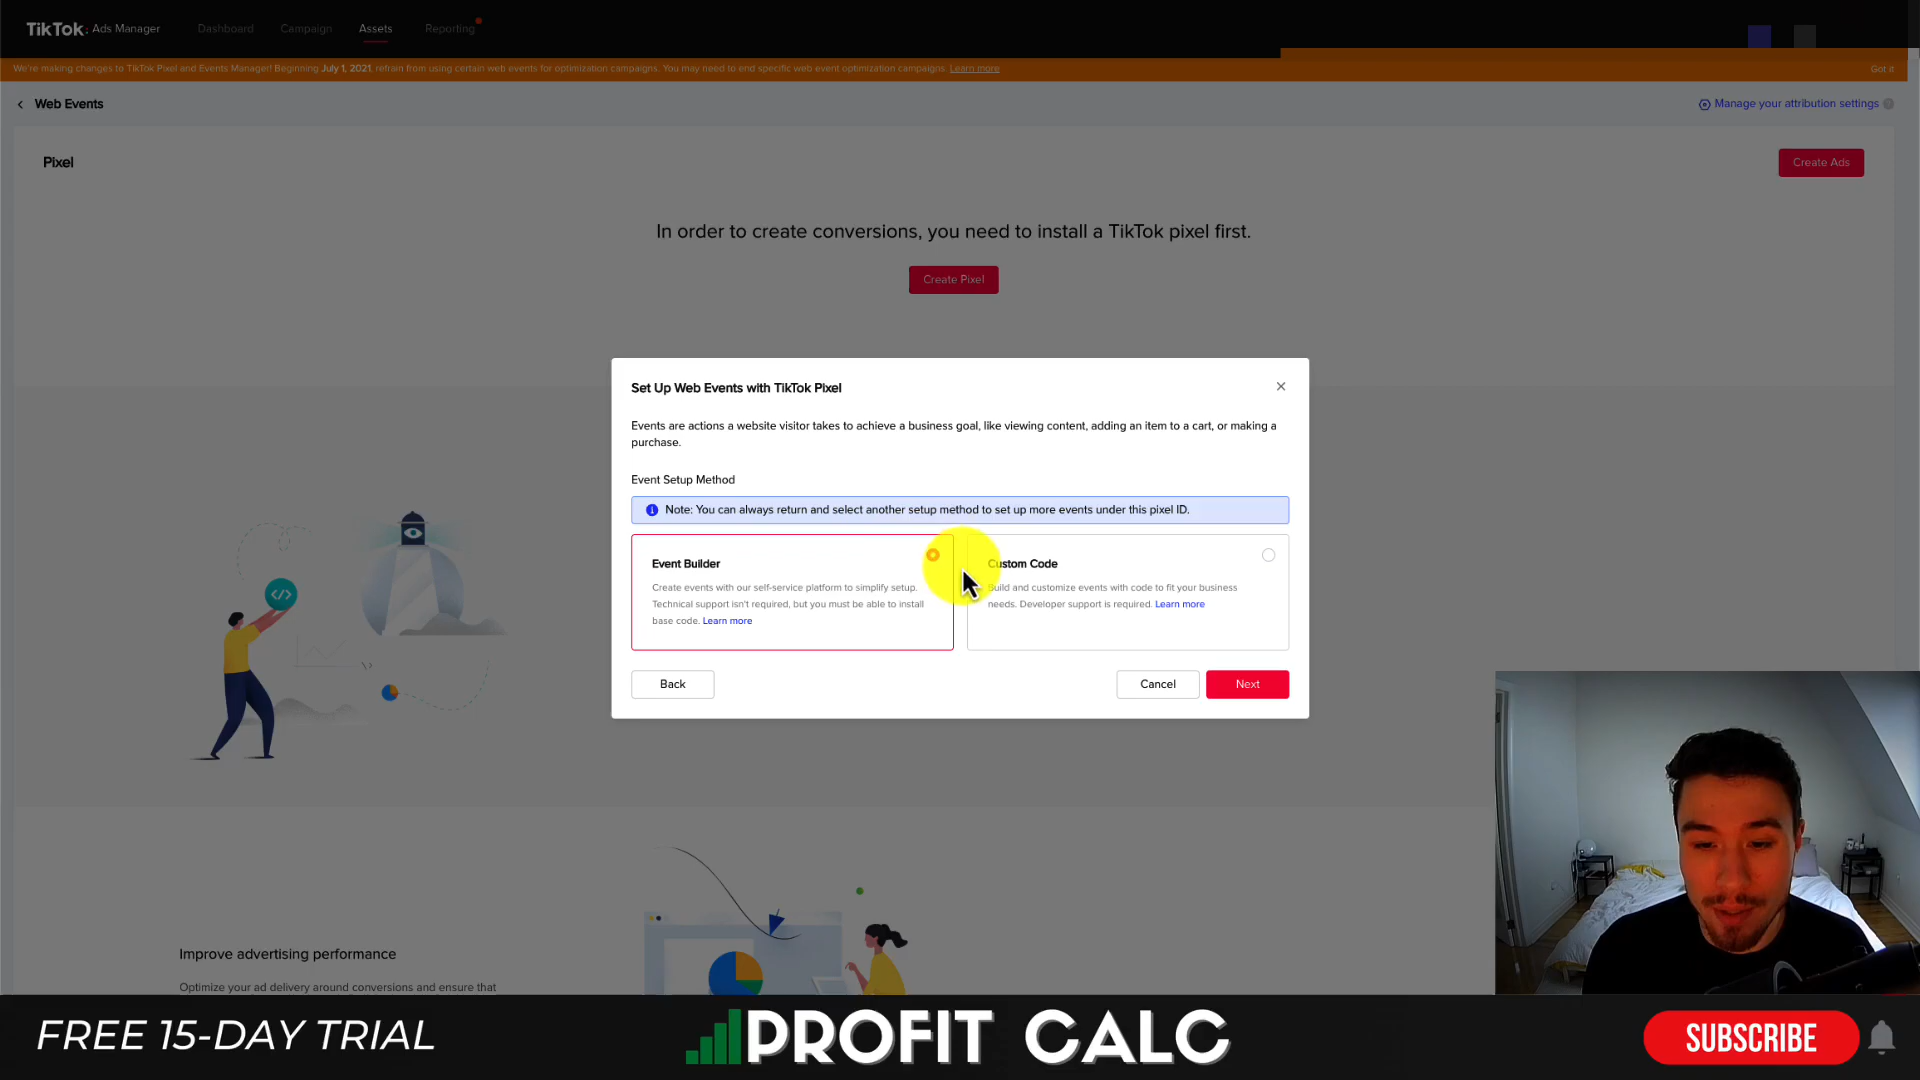 TikTok: Ads Manager Dashboard Campaign Assets Reporting
We're making changes to TikTok Pixel and Events Manager! Beginning July 1, 2021, refrain from using certain web events for optimization campaigns. You may need to end specific web event optimization campaigns. Learn more Got it
Web Events Manage your attribution settings
Pixel Create Ads
In order to create conversions, you need to install a TikTok pixel first.
Create Pixel
Set Up Web Events with TikTok Pixel
Events are actions a website visitor takes to achieve a business goal, like viewing content, adding an item to a cart, or making a
purchase.
Event Setup Method
Note: You can always return and select another setup method to set up more events under this pixel ID.
Event Builder
Create events with our self-service platform to simplify setup.
Technical support isn't required, but you must be able to install
base code. Learn more
Custom Code
Build and customize events with code to fit your business
needs. Developer support is required. Learn more
Back Cancel Next
Improve advertising performance
Optimize your ad delivery around conversions and ensure that
FREE 15-DAY TRIAL PROFIT CALC SUBSCRIBE